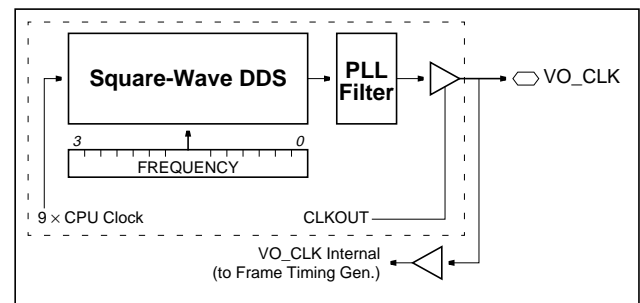 Square-Wave DDS
PLL
Filter
VO_CLK
3
0
FREQUENCY
9 × CPU Clock
CLKOUT
VO_CLK Internal
(to Frame Timing Gen.)